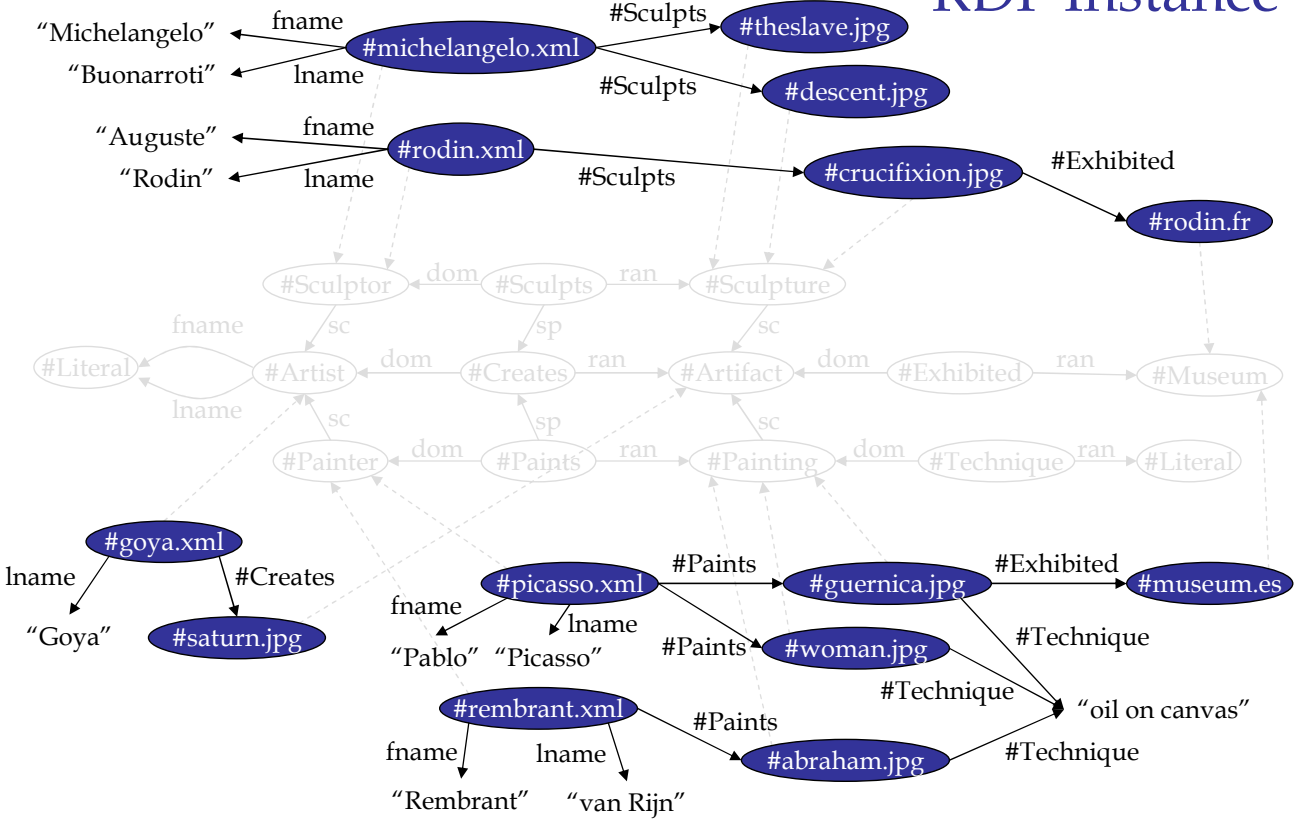 RDF Instance
fname #Sculpts
“Michelangelo” #michelangelo.xml #theslave.jpg
“Buonarroti” lname #Sculpts #descent.jpg
“Auguste” fname #rodin.xml
“Rodin” lname #Sculpts #crucifixion.jpg #Exhibited
#rodin.fr
#Sculptor dom #Sculpts ran #Sculpture
fname sc sp sc
#Literal #Artist dom #Creates ran #Artifact dom #Exhibited ran #Museum
lname sc sp sc
#Painter dom #Paints ran #Painting dom #Technique ran #Literal
#goya.xml
lname #Creates #picasso.xml #Paints #guernica.jpg #Exhibited #museum.es
fname lname
“Goya” #saturn.jpg “Pablo” “Picasso” #Paints #woman.jpg #Technique
#Technique
#rembrant.xml #Paints “oil on canvas”
fname lname #abraham.jpg #Technique
“Rembrant” “van Rijn”